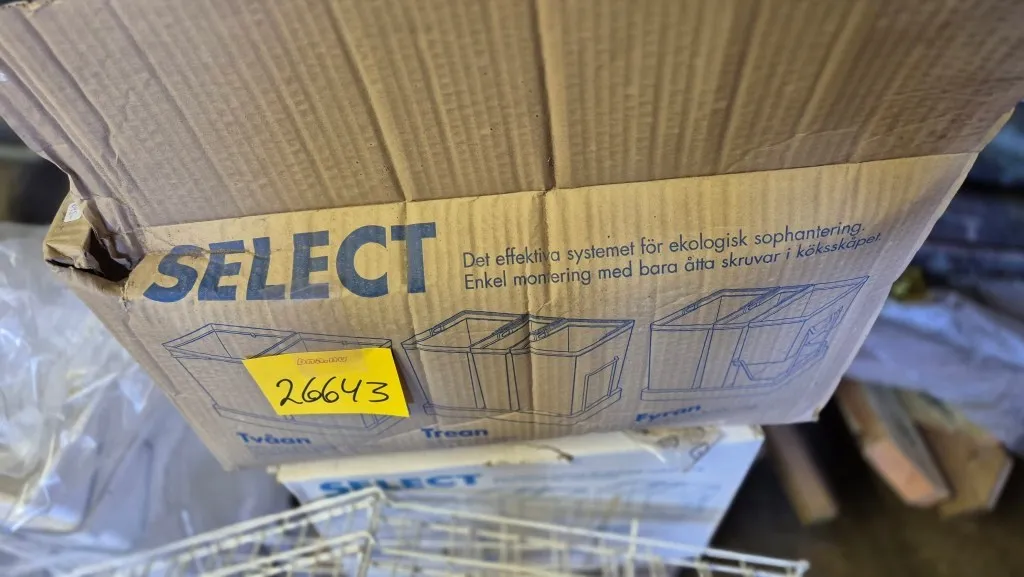 SELECT
Det effektiva systemet för ekologisk sophantering.
Enkel montering med bara åtta skruvar i köksskåpet.
26643
Tvåan
Trean
Fyran
SELECT